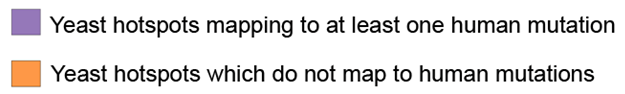 Yeast hotspots mapping to at least one human mutation
Yeast hotspots which do not map to human mutations